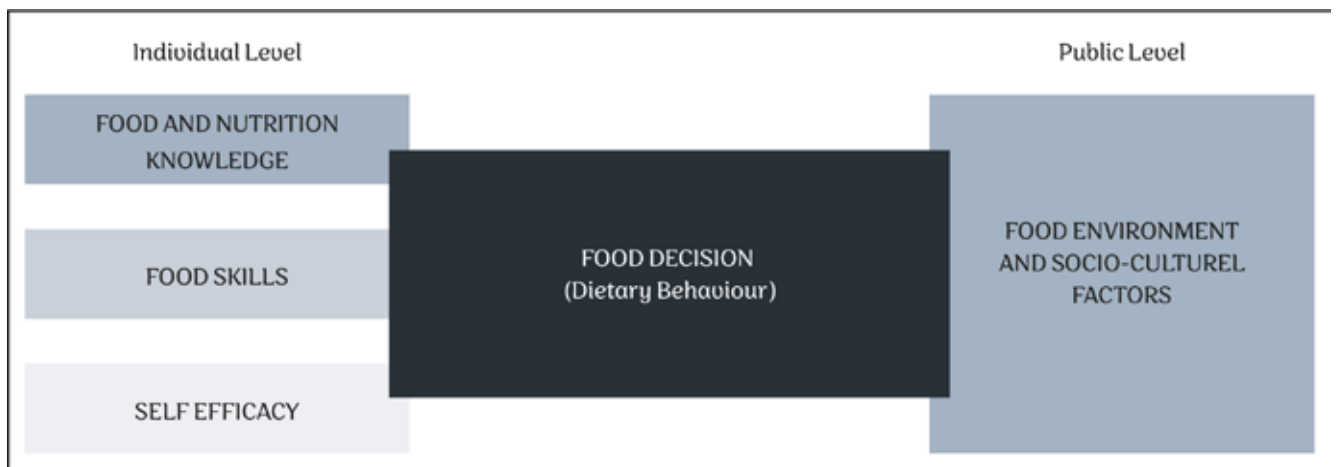 Individual Level
FOOD AND NUTRITION
KNOWLEDGE
FOOD SKILLS
SELF EFFICACY
FOOD DECISION
(Dietary Behaviour)
Public Level
FOOD ENVIRONMENT
AND SOCIO-CULTUREL
FACTORS